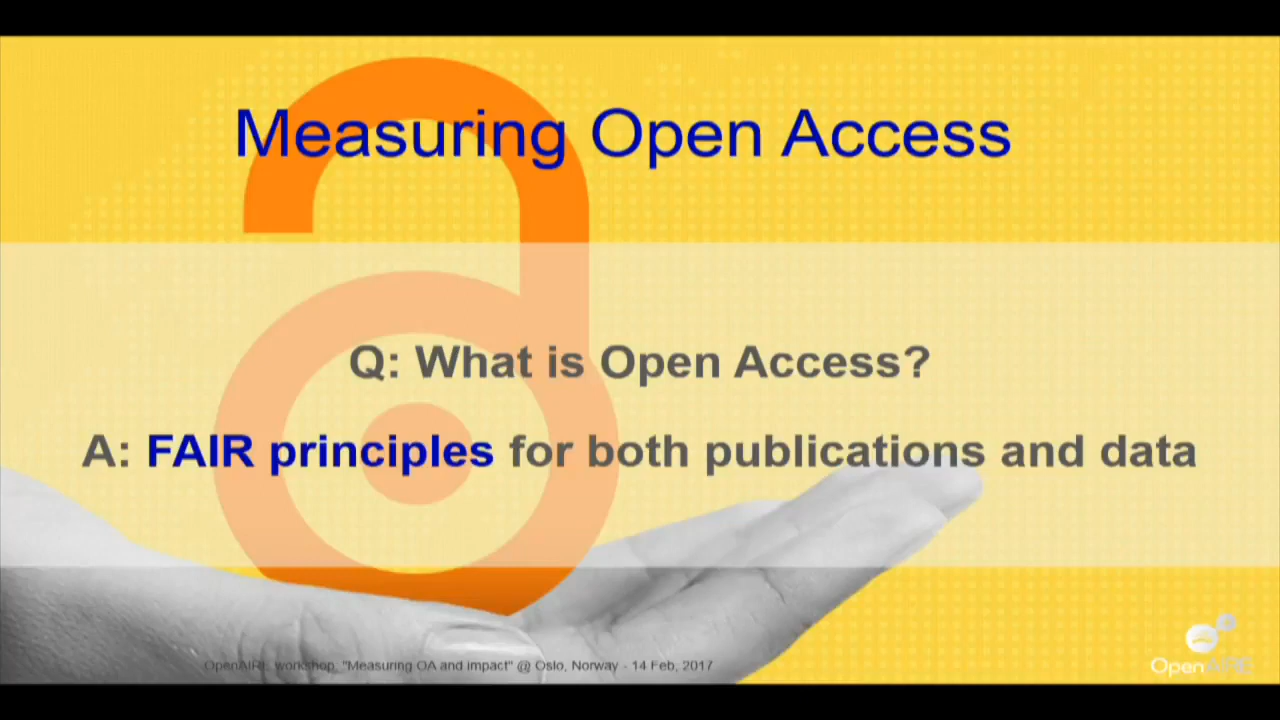 Measuring Open Access
Q: What is Open Access?
A: FAIR principles for both publications and data
OpenAIRE workshop: "Measuring OA and impact" @ Oslo, Norway - 14 Feb, 2017
OpenAIRE